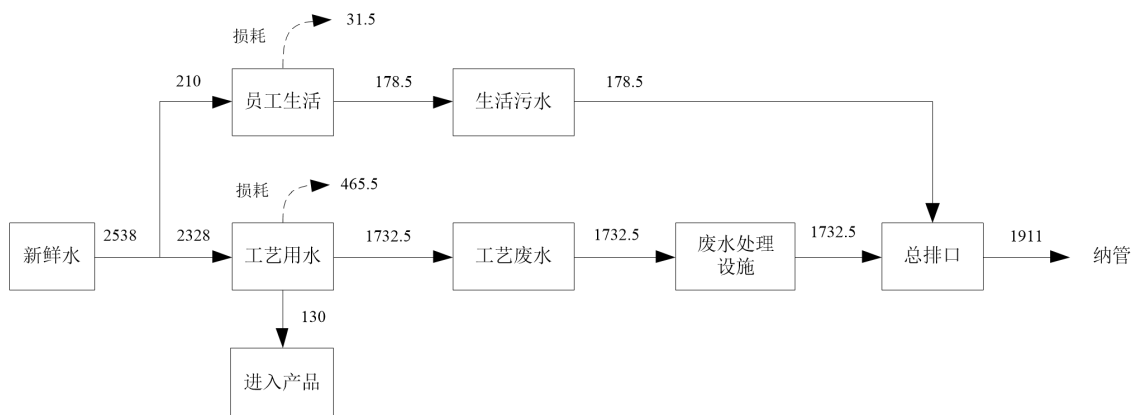 损耗
31.5
210
员工生活
178.5
生活污水
178.5
损耗
465.5
新鲜水
2538
2328
工艺用水
1732.5
工艺废水
1732.5
废水处理
设施
1732.5
总排口
1911
纳管
130
进入产品